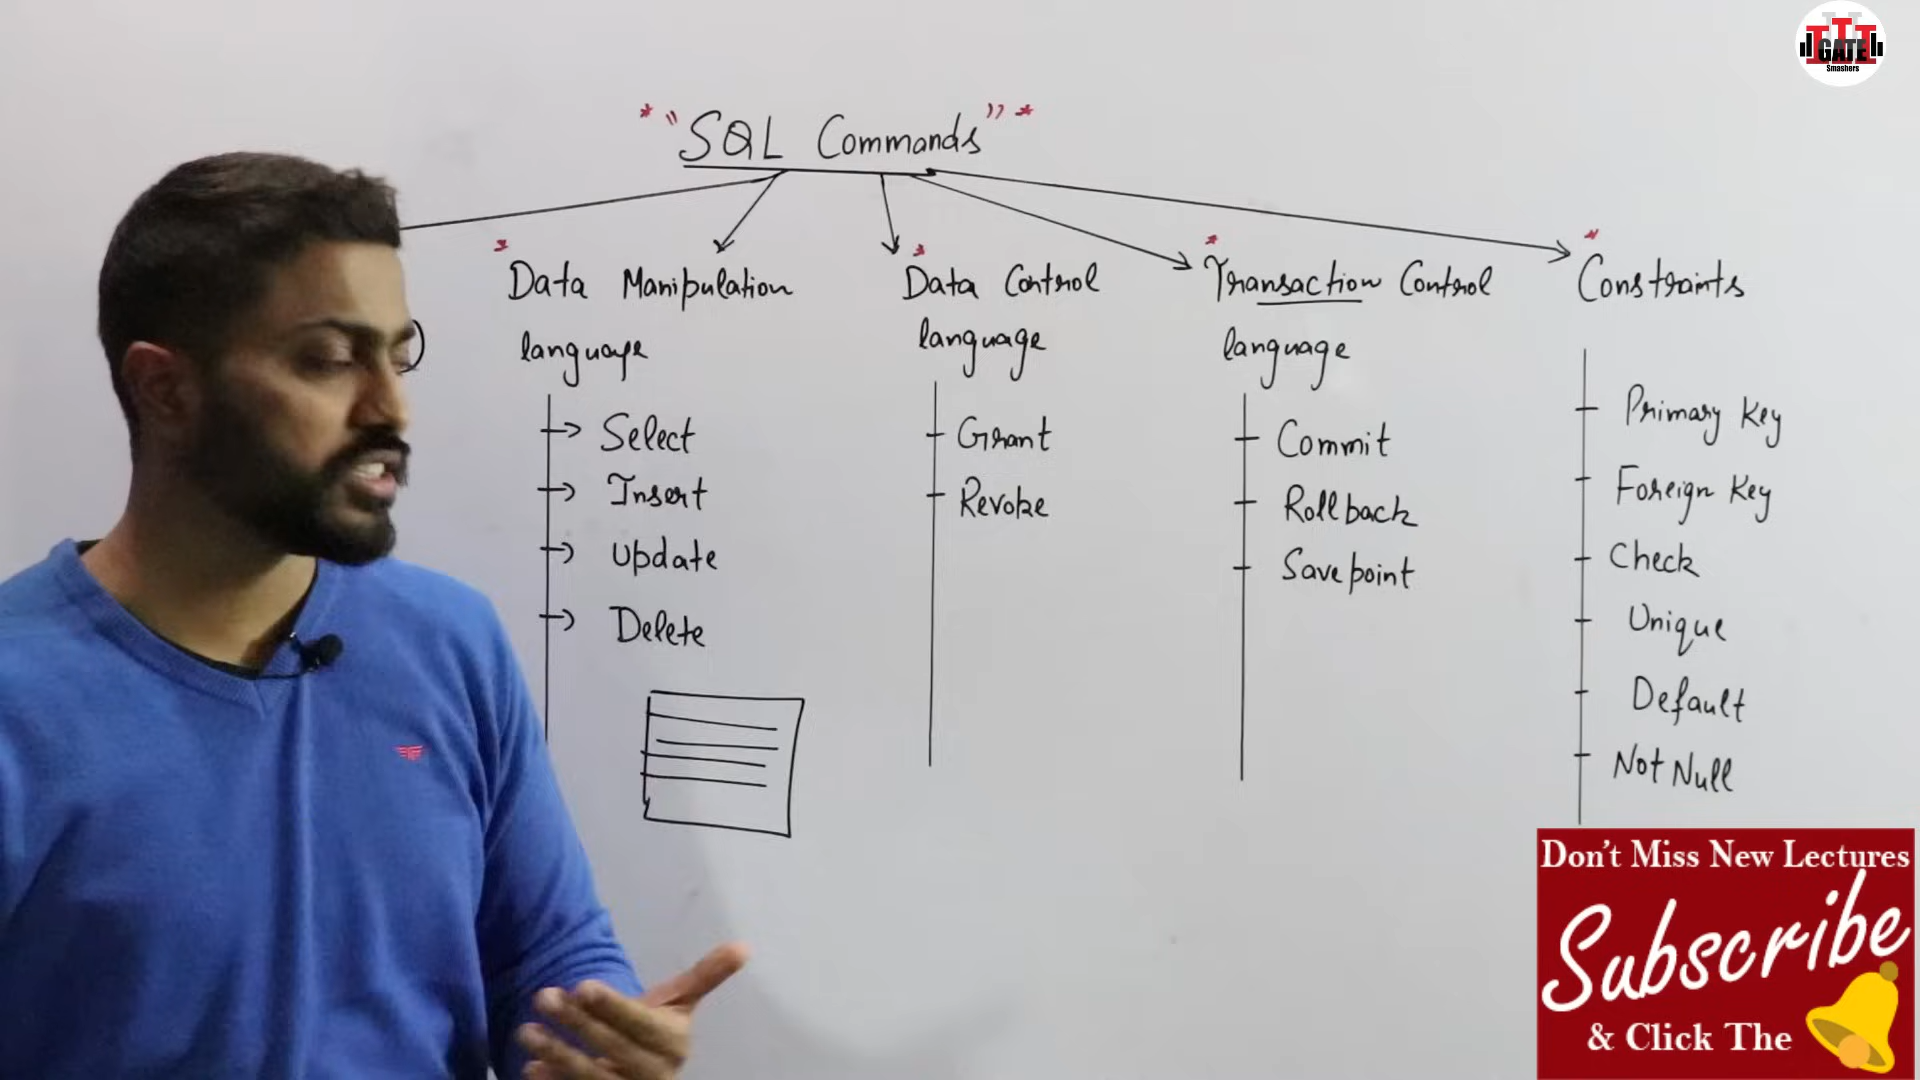 GATE
Smashers
"SQL Commands"
Data Manipulation
language
Select
Insert
Update
Delete
Data Control
language
Grant
Revoke
Transaction Control
language
Commit
Rollback
Savepoint
Constraints
Primary Key
Foreign Key
Check
Unique
Default
Not Null
)
Don't Miss New Lectures
Subscribe
& Click The